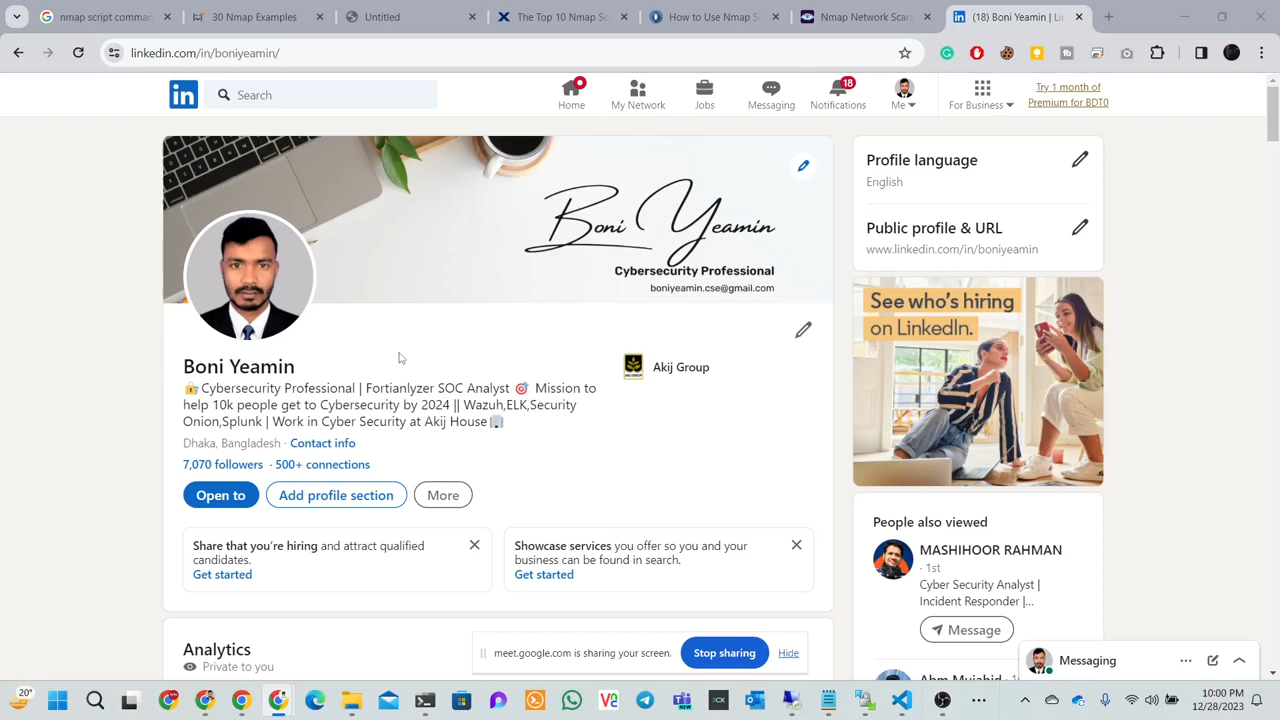 nmap script comman
30 Nmap Examples
Untitled
The Top 10 Nmap Sc
How to Use Nmap S
Nmap Scanning
(18) Boni Yeamin | Li
linkedin.com/in/boniyeamin/
in
Search
Home
My Network
Jobs
Messaging
18
Notifications
Me
For Business
Try 1 month of
Premium for BDT0
Boni Yeamin
Cybersecurity Professional
boniyeamin.cse@gmail.com
Profile language
English
Public profile & URL
www.linkedin.com/in/boniyeamin
See who's hiring
on LinkedIn.
Boni Yeamin
Akij Group
Cybersecurity Professional | Fortianlyzer SOC Analyst 🎯 Mission to
help 10k people get to Cybersecurity by 2024 || Wazuh,ELK,Security
Onion,Splunk | Work in Cyber Security at Akij House
Dhaka, Bangladesh · Contact info
7,070 followers · 500+ connections
Open to
Add profile section
More
Share that you're hiring and attract qualified
candidates.
Get started
Showcase services you offer so you and your
business can be found in search.
Get started
People also viewed
MASHIHOOR RAHMAN
· 1st
Cyber Security Analyst |
Incident Responder |...
Message
Analytics
Private to you
meet.google.com is sharing your screen.
Stop sharing
Hide
Messaging
20°
10:00 PM
12/28/2023